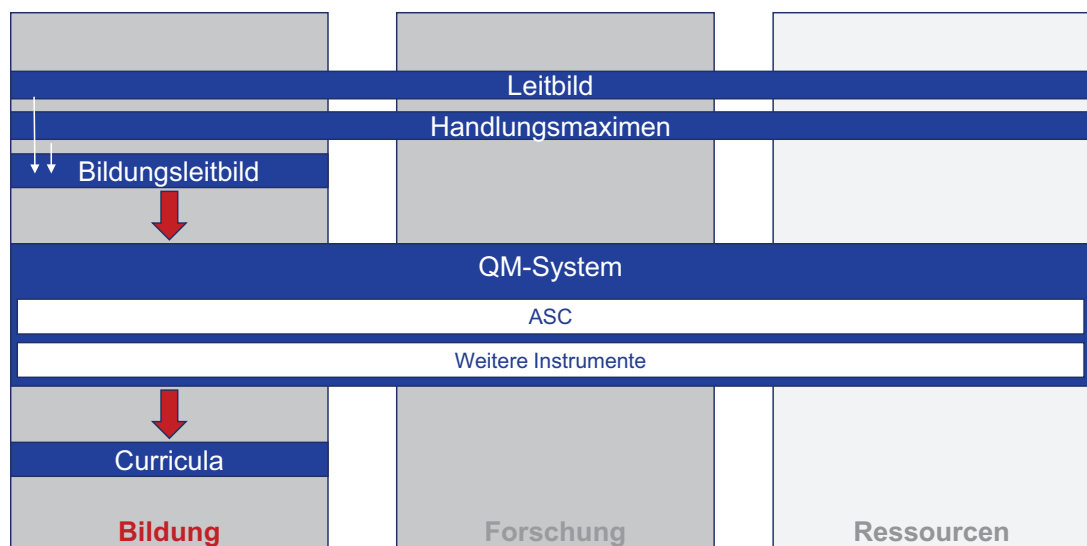 Leitbild
Handlungsmaximen
Bildungsleitbild
QM-System
ASC
Weitere Instrumente
Curricula
Bildung
Forschung
Ressourcen